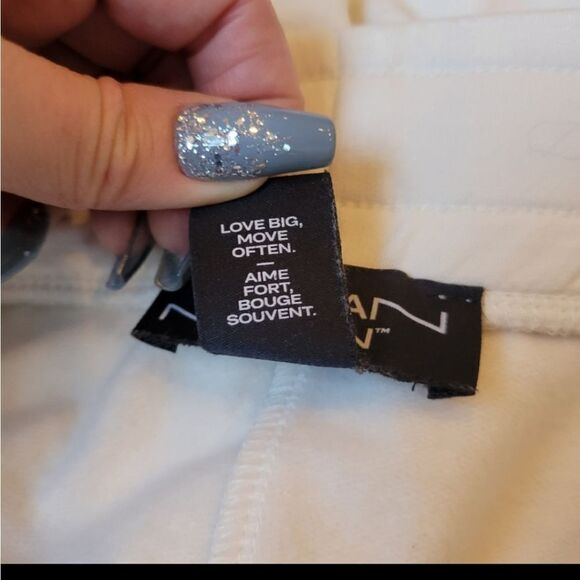 LOVE BIG,
MOVE
OFTEN.
—
AIME
FORT,
BOUGE
SOUVENT.